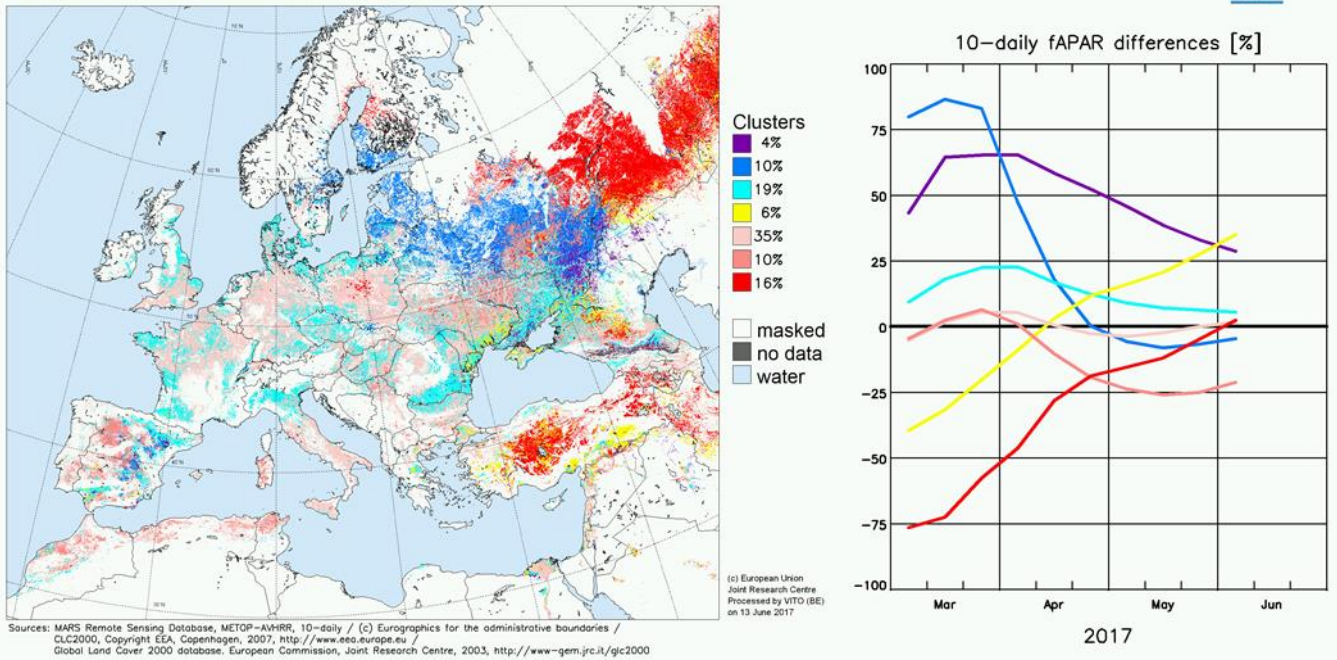 Clusters
4%
10%
19%
6%
35%
10%
16%
masked
no data
water
(c) European Union
Joint Research Centre
Processed by VITO (BE)
on 13 June 2017
Sources: MARS Remote Sensing Database, METOP-AVHRR, 10-daily / (c) Eurographics for the administrative boundaries /
CLC2000, Copyright EEA, Copenhagen, 2007, http://www.eea.europe.eu /
Global Land Cover 2000 database. European Commission, Joint Research Centre, 2003, http://www-gem.jrc.it/glc2000
10-daily fAPAR differences [%]
100
75
50
25
0
-25
-50
-75
-100
Mar Apr May Jun
2017